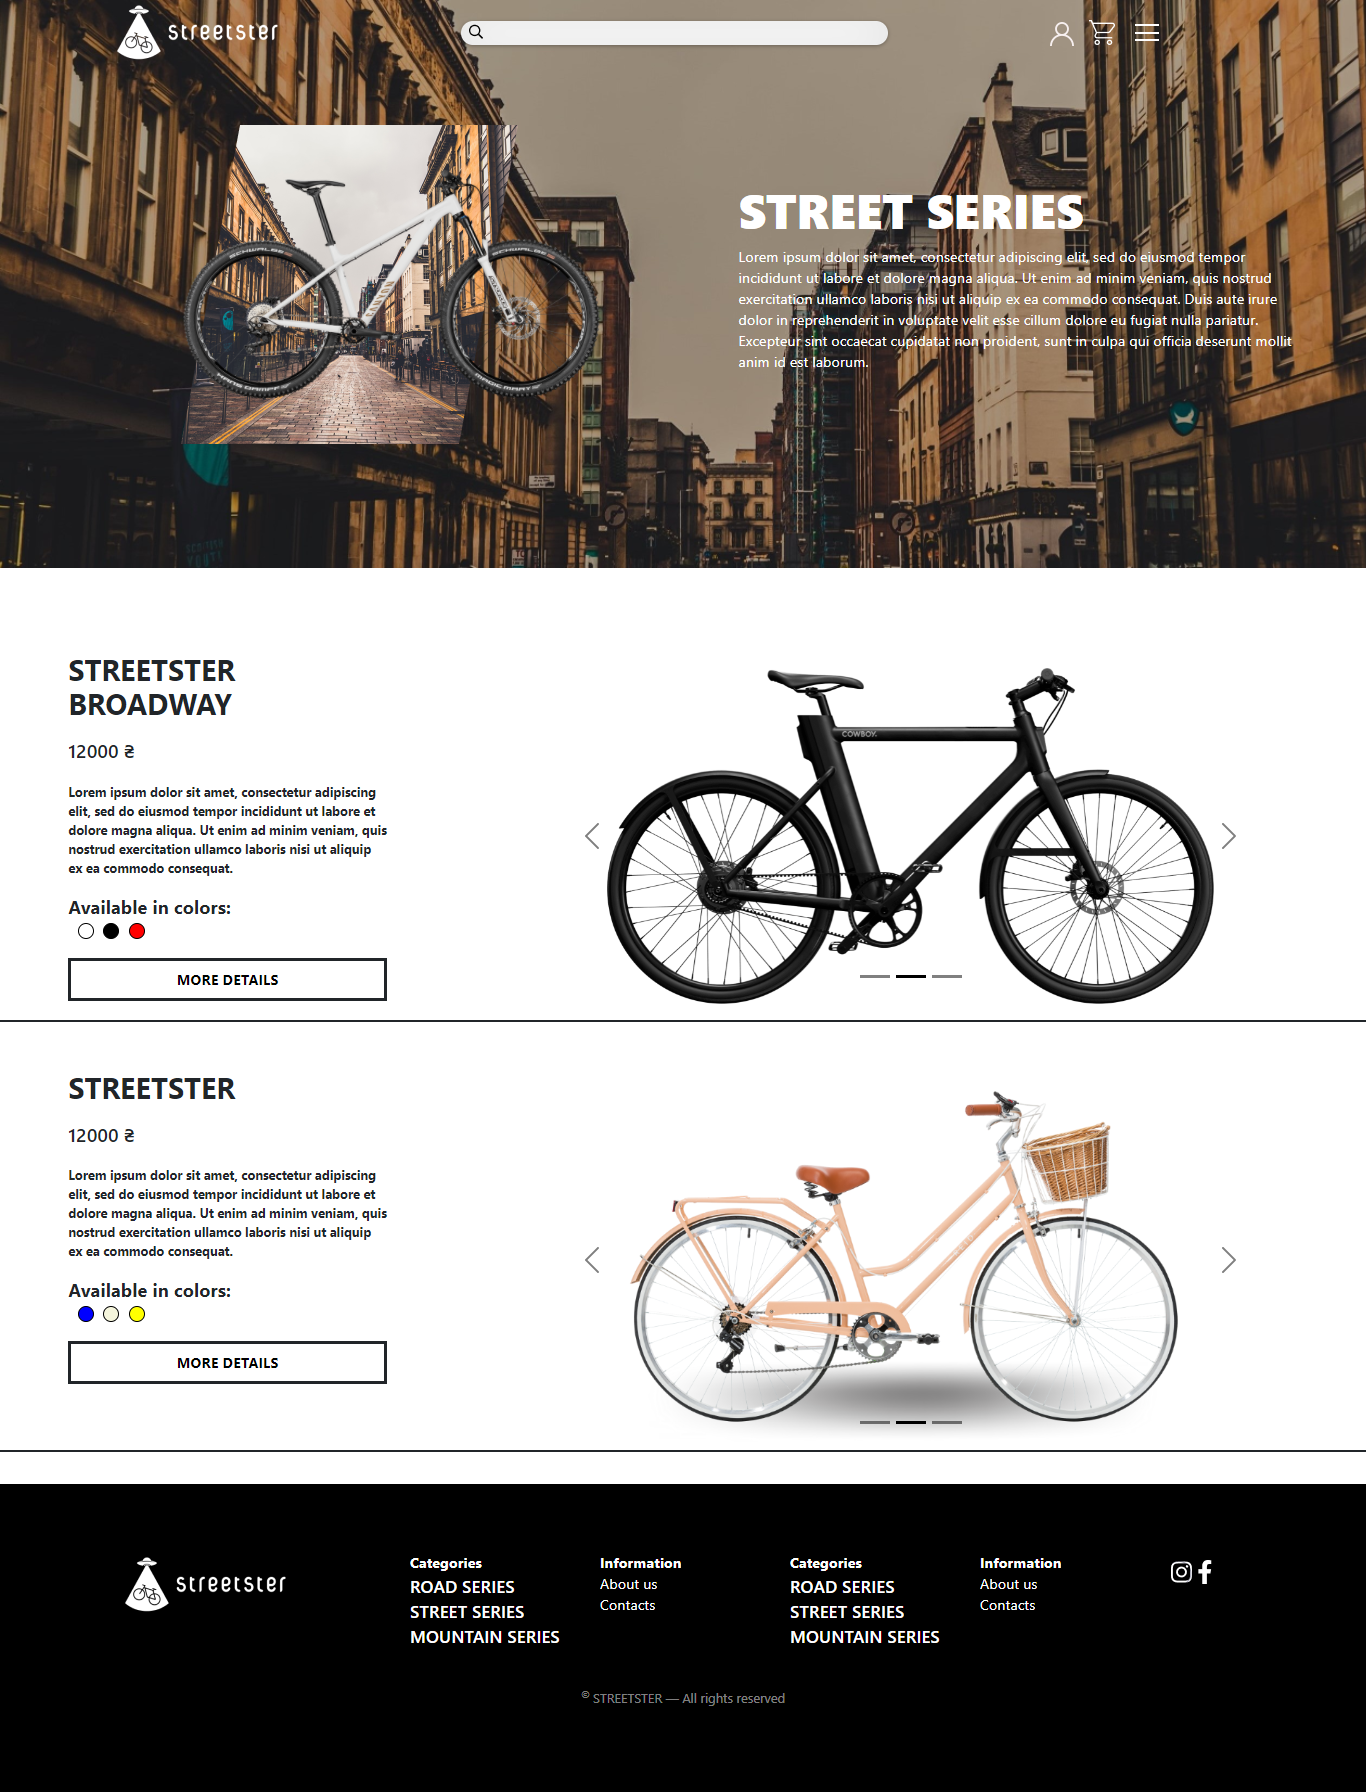 streetster
STREET SERIES
Lorem ipsum dolor sit amet, consectetur adipiscing elit, sed do eiusmod tempor
incididunt ut labore et dolore magna aliqua. Ut enim ad minim veniam, quis nostrud
exercitation ullamco laboris nisi ut aliquip ex ea commodo consequat. Duis aute irure
dolor in reprehenderit in voluptate velit esse cillum dolore eu fugiat nulla pariatur.
Excepteur sint occaecat cupidatat non proident, sunt in culpa qui officia deserunt mollit
anim id est laborum.
SCHWALBE
SCHWALBE
MAGIC MARY
STREETSTER
BROADWAY
12000 ₴
Lorem ipsum dolor sit amet, consectetur adipiscing
elit, sed do eiusmod tempor incididunt ut labore et
dolore magna aliqua. Ut enim ad minim veniam, quis
nostrud exercitation ullamco laboris nisi ut aliquip
ex ea commodo consequat.
Available in colors:
MORE DETAILS
COWBOY.
STREETSTER
12000 ₴
Lorem ipsum dolor sit amet, consectetur adipiscing
elit, sed do eiusmod tempor incididunt ut labore et
dolore magna aliqua. Ut enim ad minim veniam, quis
nostrud exercitation ullamco laboris nisi ut aliquip
ex ea commodo consequat.
Available in colors:
MORE DETAILS
streetster
Categories
ROAD SERIES
STREET SERIES
MOUNTAIN SERIES
Information
About us
Contacts
Categories
ROAD SERIES
STREET SERIES
MOUNTAIN SERIES
Information
About us
Contacts
© STREETSTER — All rights reserved